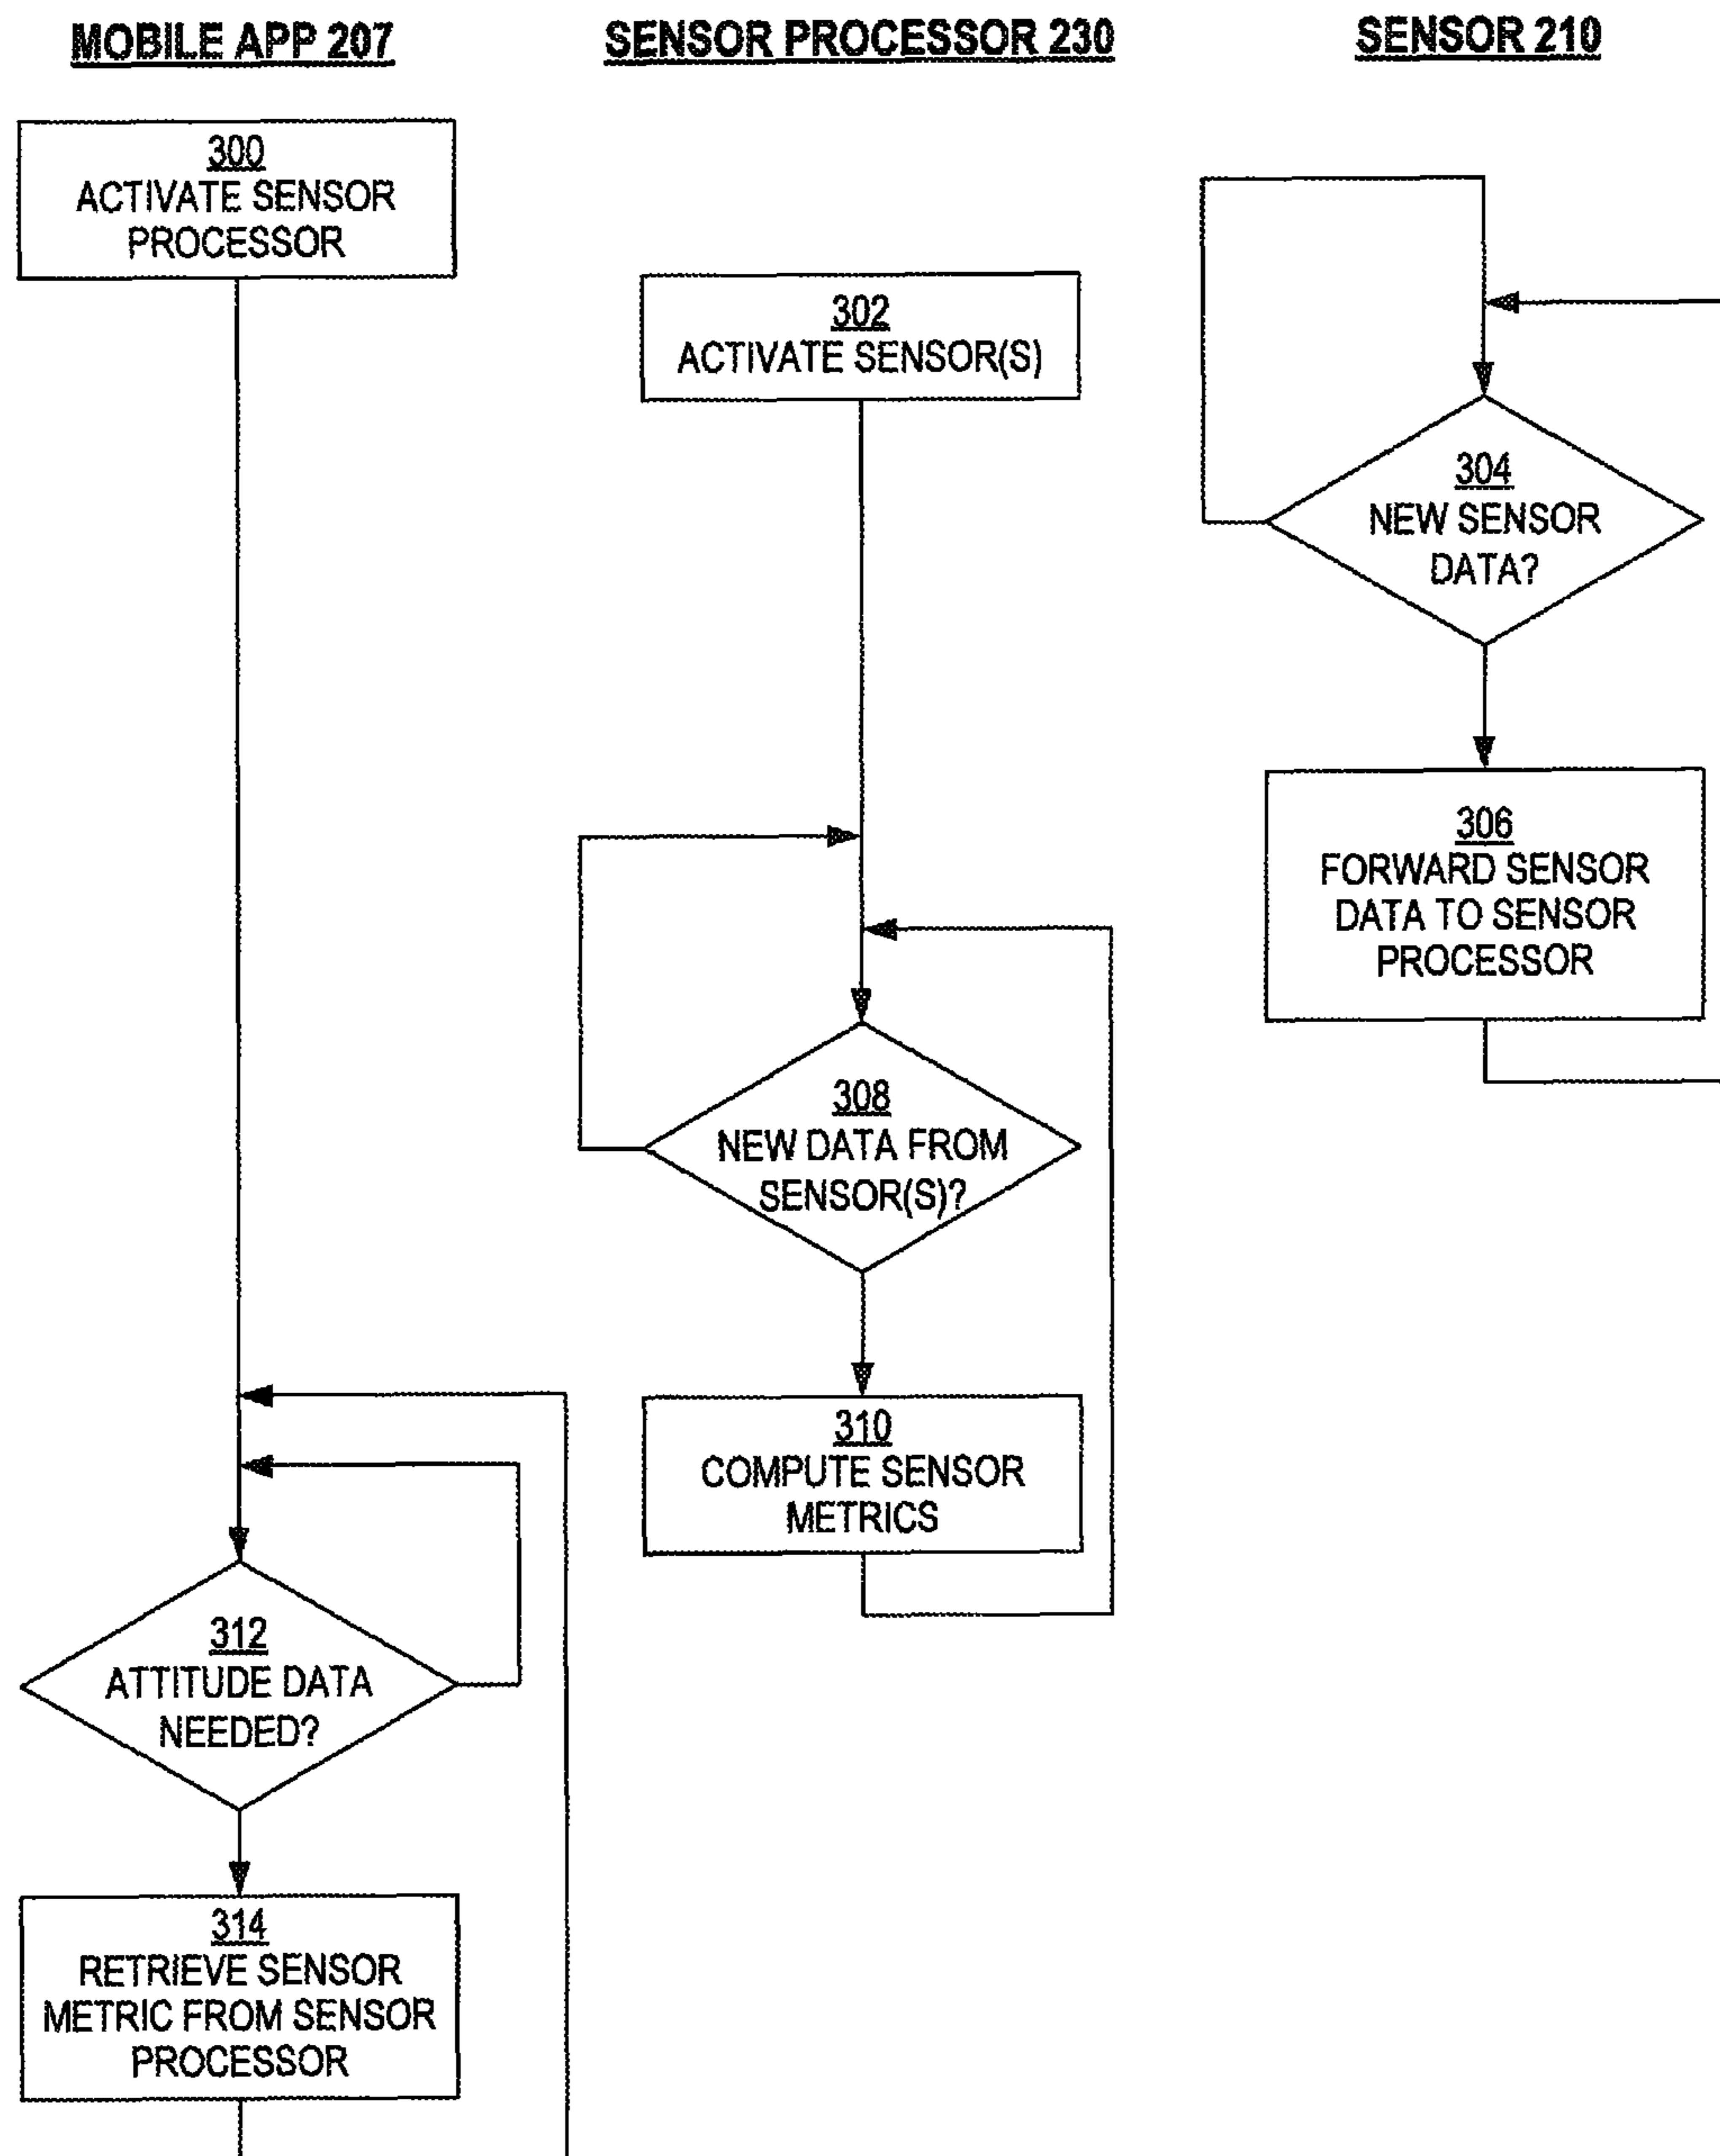 MOBILE APP 207
SENSOR PROCESSOR 230
SENSOR 210
300
ACTIVATE SENSOR
PROCESSOR
302
ACTIVATE SENSOR(S)
304
NEW SENSOR
DATA?
306
FORWARD SENSOR
DATA TO SENSOR
PROCESSOR
308
NEW DATA FROM
SENSOR(S)?
310
COMPUTE SENSOR
METRICS
312
ATTITUDE DATA
NEEDED?
314
RETRIEVE SENSOR
METRIC FROM SENSOR
PROCESSOR